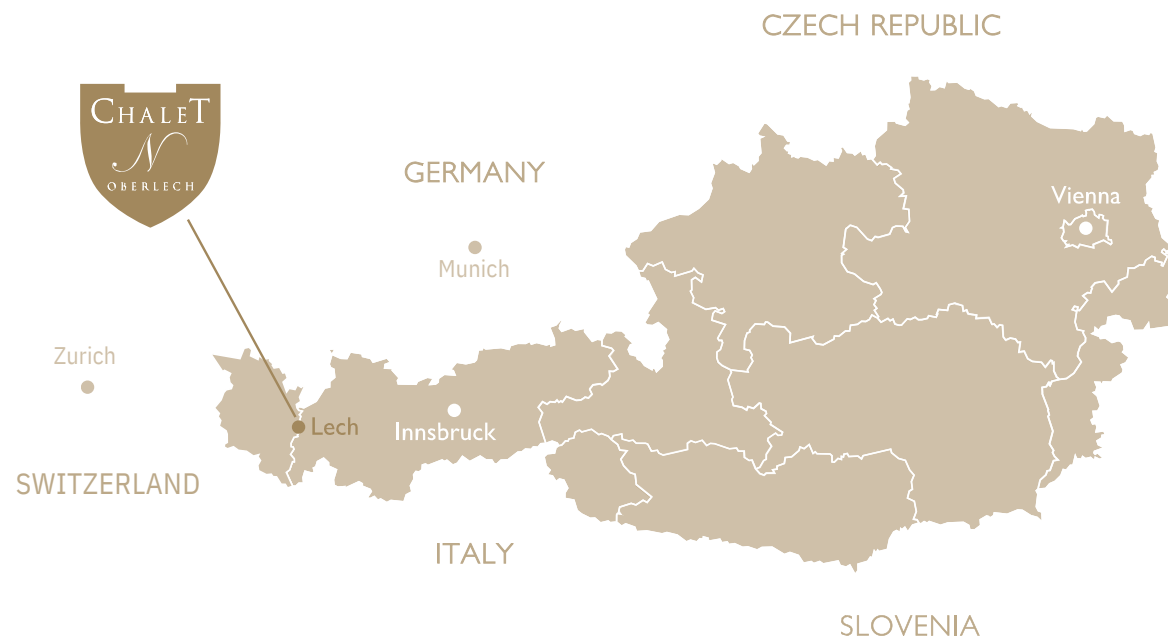 CZECH REPUBLIC
CHALET
N
OBERLECH
GERMANY
Vienna
Munich
Zurich
Lech
Innsbruck
SWITZERLAND
ITALY
SLOVENIA